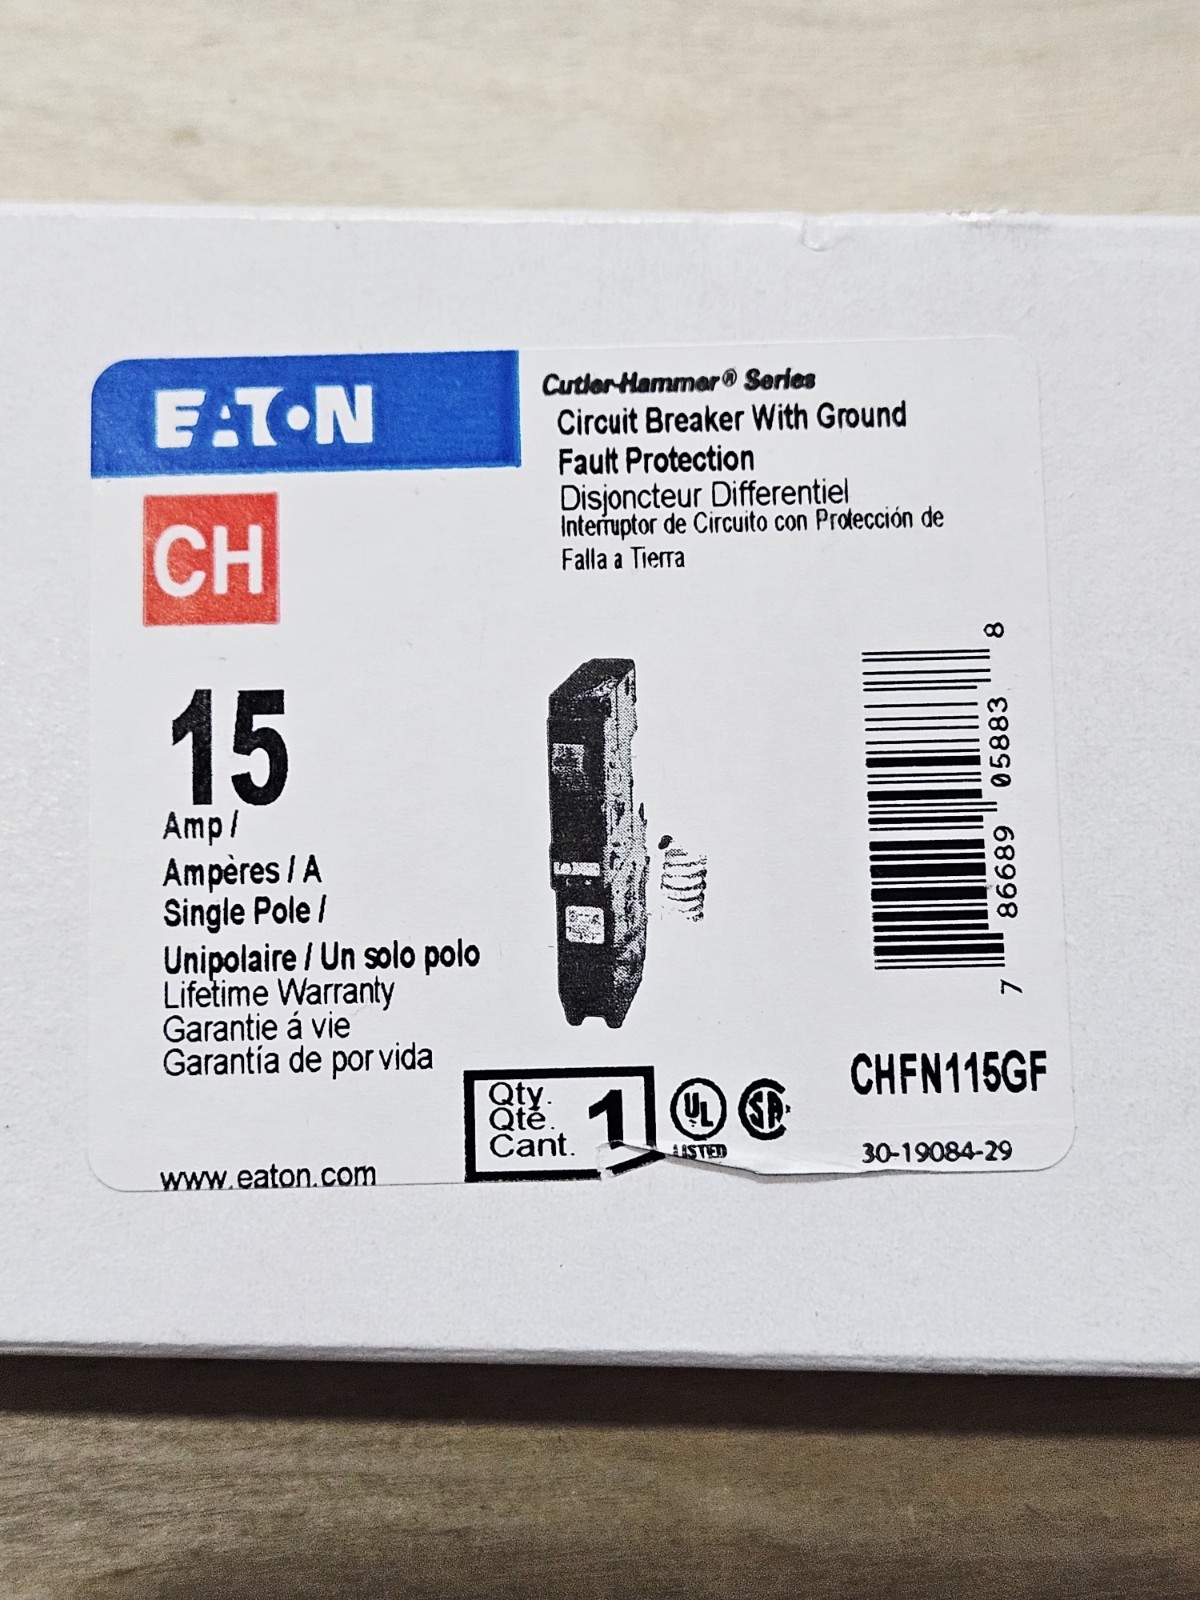 EATON
CH
Cutler-Hammer® Series
Circuit Breaker With Ground
Fault Protection
Disjoncteur Differentiel
Interruptor de Circuito con Protección de
Falla a Tierra
15
Amp /
Ampères / A
Single Pole /
Unipolaire / Un solo polo
Lifetime Warranty
Garantie á vie
Garantía de por vida
www.eaton.com
Qty.
Qté.
Cant.
1
UL
LISTED
SA
7 86689 05883 8
CHFN115GF
30-19084-29